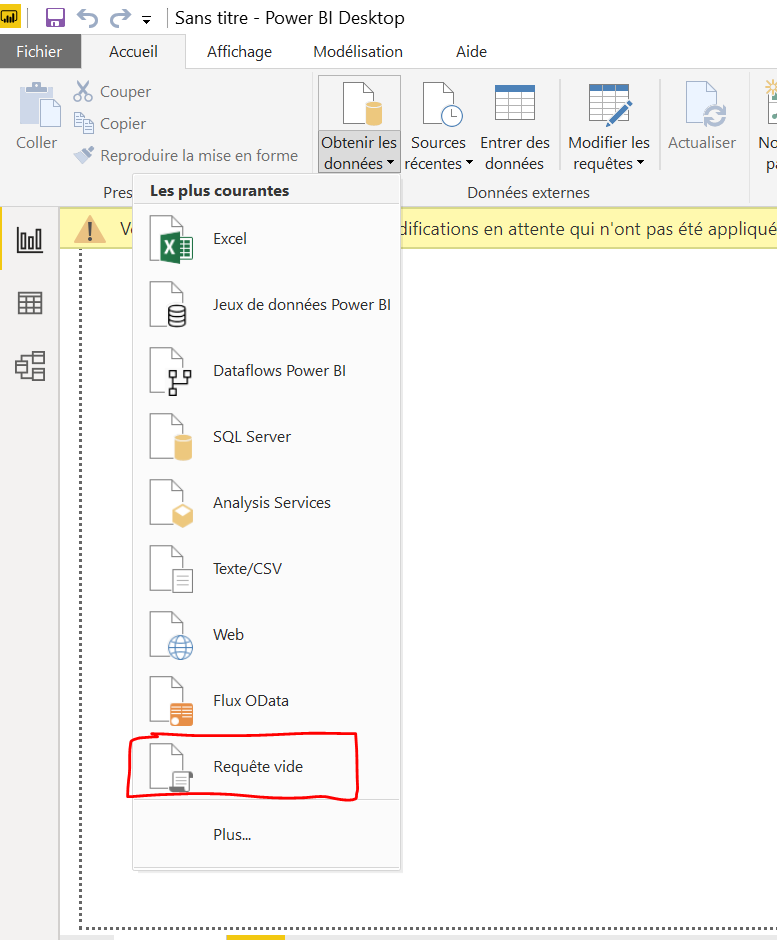 Sans titre - Power BI Desktop
Fichier Accueil Affichage Modélisation Aide
Coller
Couper
Copier
Reproduire la mise en forme
Obtenir les données
Sources récentes
Entrer des données
Modifier les requêtes
Actualiser
Pres
Données externes
Les plus courantes
difications en attente qui n'ont pas été appliqué
Excel
Jeux de données Power BI
Dataflows Power BI
SQL Server
Analysis Services
Texte/CSV
Web
Flux OData
Requête vide
Plus...